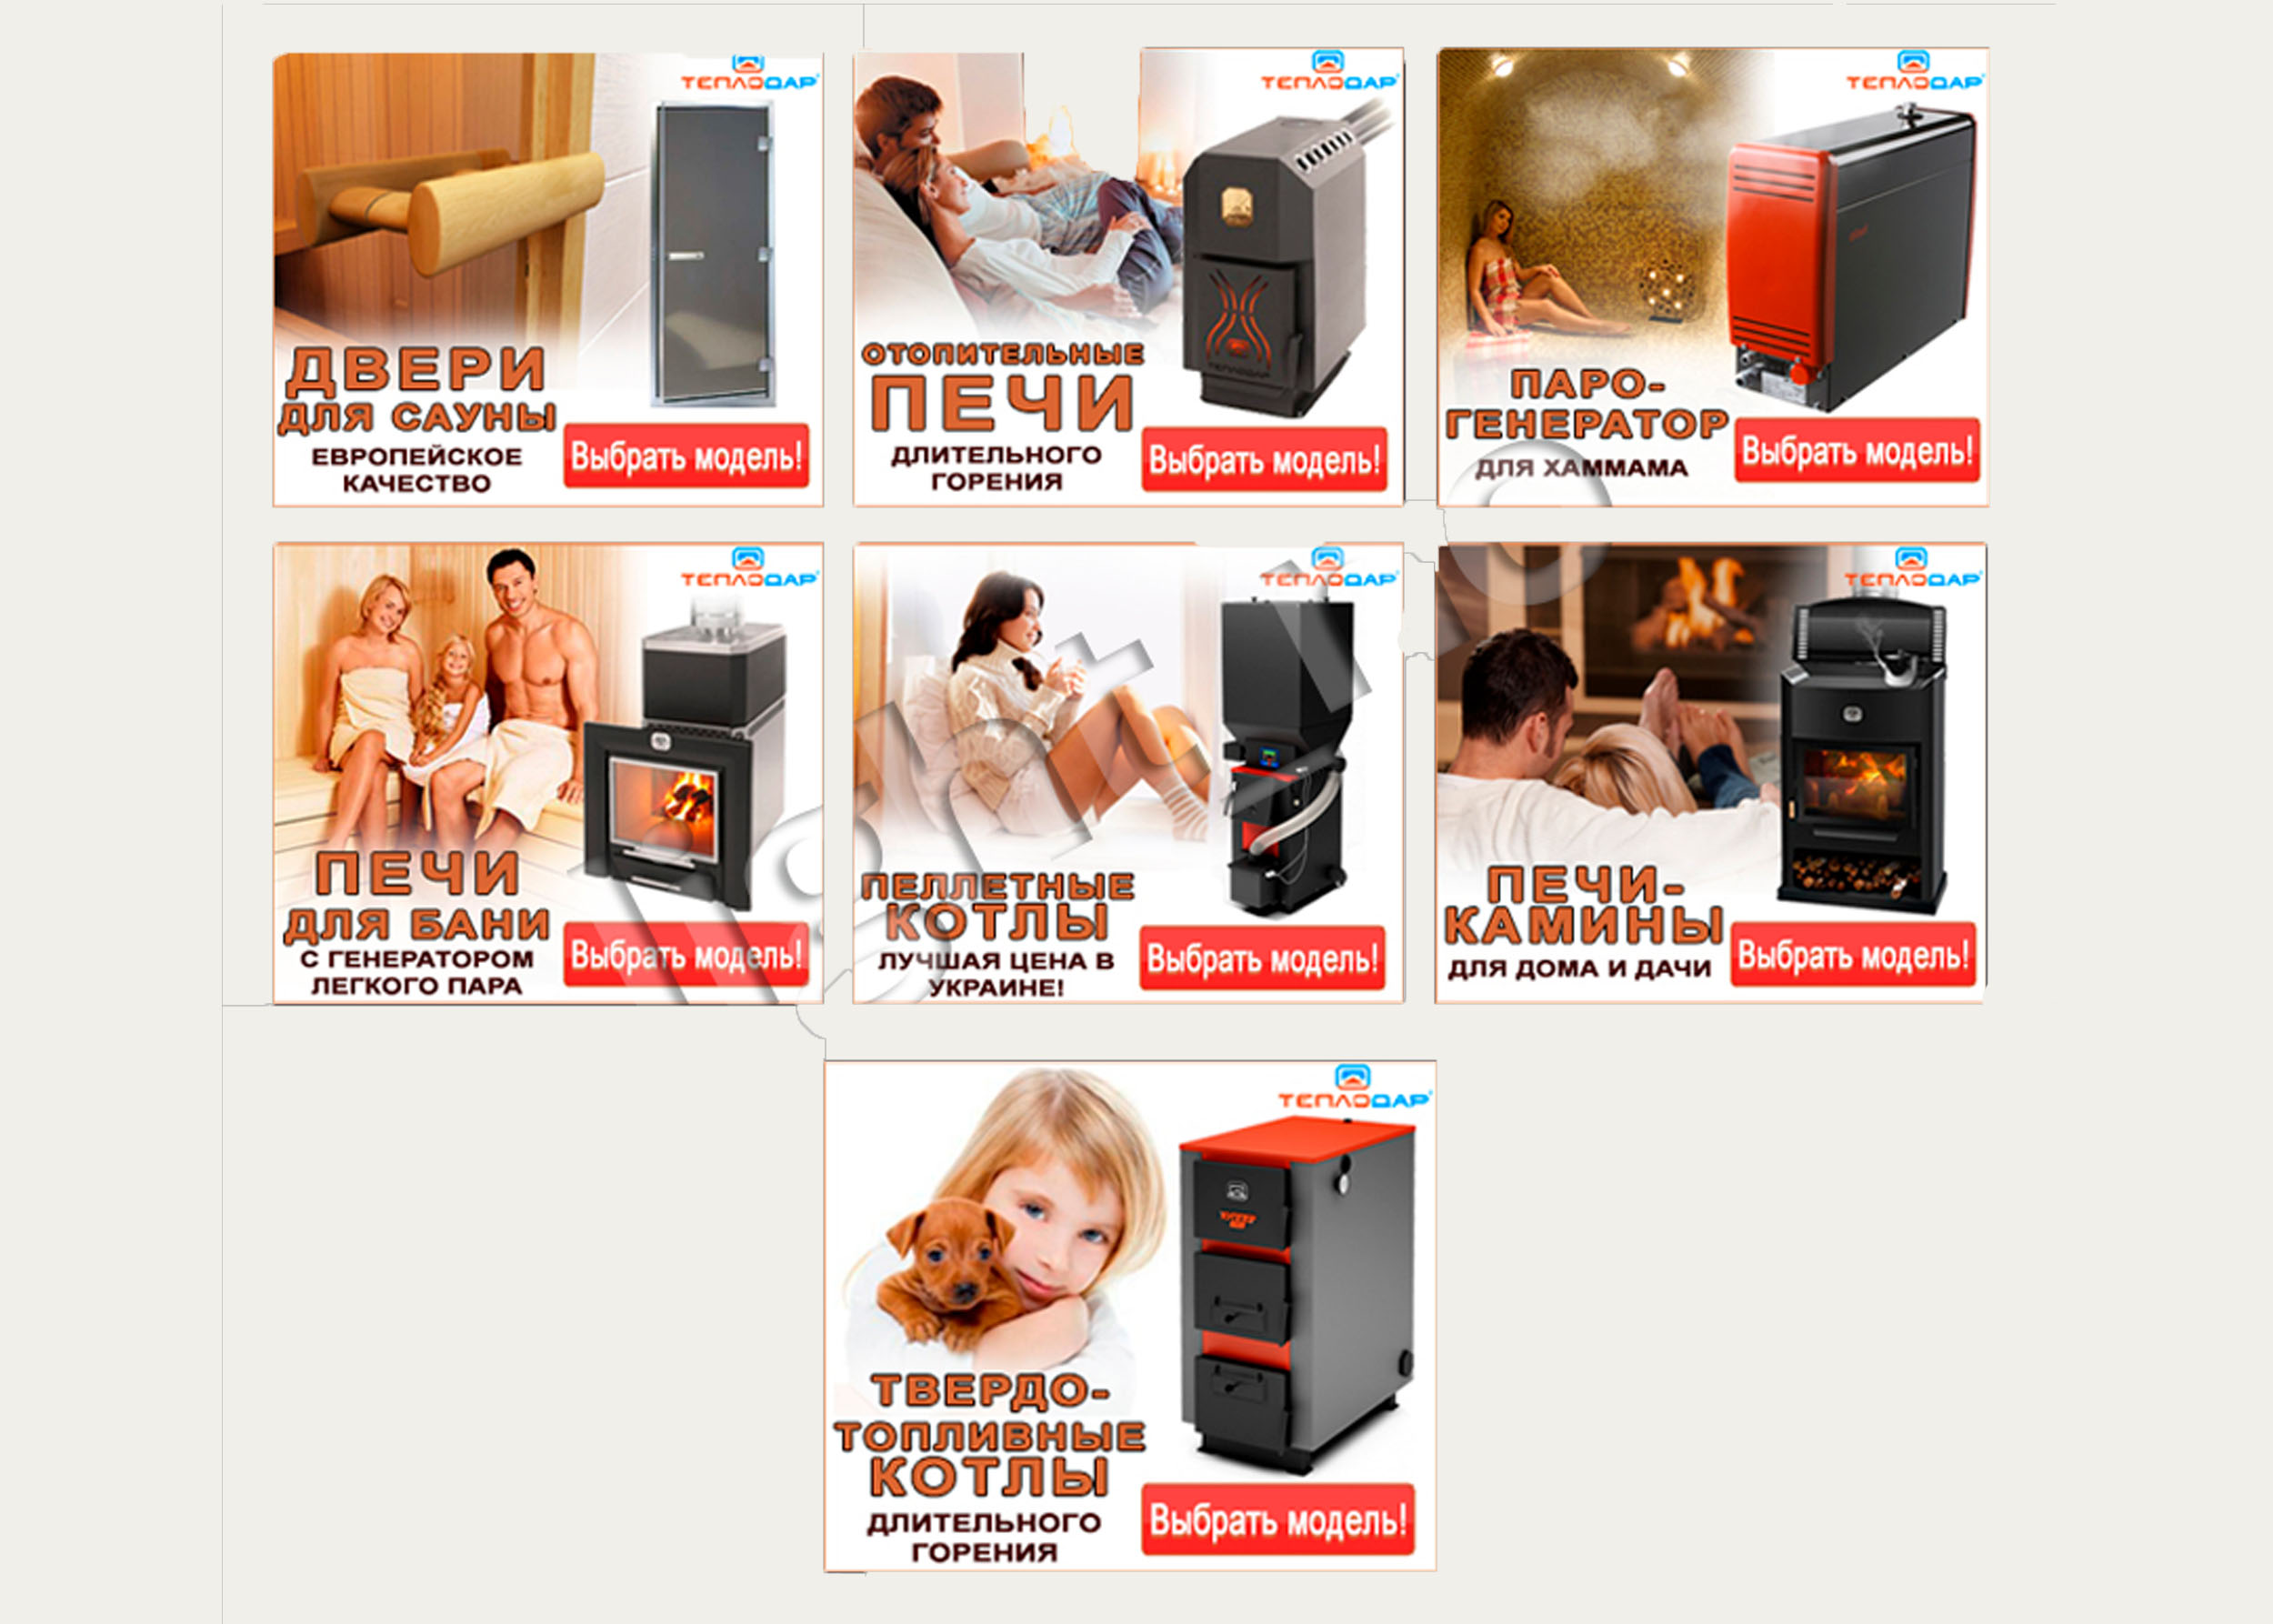 ТЕПЛОДАР
ДВЕРИ
ДЛЯ САУНЫ
ЕВРОПЕЙСКОЕ
КАЧЕСТВО
Выбрать модель!
ТЕПЛОДАР
ОТОПИТЕЛЬНЫЕ
ПЕЧИ
ДЛИТЕЛЬНОГО
ГОРЕНИЯ
ТЕПЛОДАР
Выбрать модель!
ТЕПЛОДАР
ПАРО-
ГЕНЕРАТОР
ДЛЯ ХАММАМА
Выбрать модель!
ТЕПЛОДАР
ПЕЧИ
ДЛЯ БАНИ
С ГЕНЕРАТОРОМ
ЛЕГКОГО ПАРА
Выбрать модель!
ТЕПЛОДАР
ПЕЛЛЕТНЫЕ
КОТЛЫ
ЛУЧШАЯ ЦЕНА В
УКРАИНЕ!
Выбрать модель!
ТЕПЛОДАР
ПЕЧИ-
КАМИНЫ
ДЛЯ ДОМА И ДАЧИ
Выбрать модель!
ТЕПЛОДАР
ТВЕРДО-
ТОПЛИВНЫЕ
КОТЛЫ
ДЛИТЕЛЬНОГО
ГОРЕНИЯ
Выбрать модель!